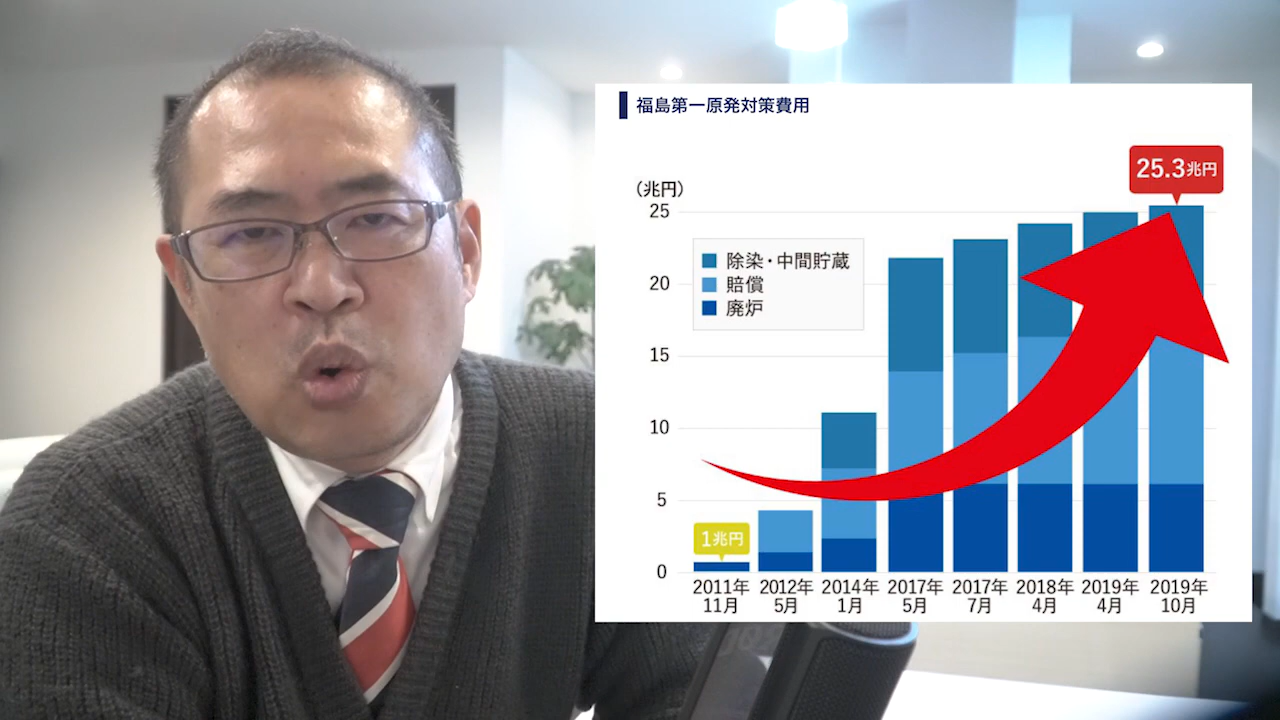 福島第一原発対策費用
25.3兆円
（兆円）
25
除染・中間貯蔵
20
賠償
廃炉
15
10
5
1兆円
0
2011年 2012年 2014年 2017年 2017年 2018年 2019年 2019年
11月 5月 1月 5月 7月 4月 4月 10月